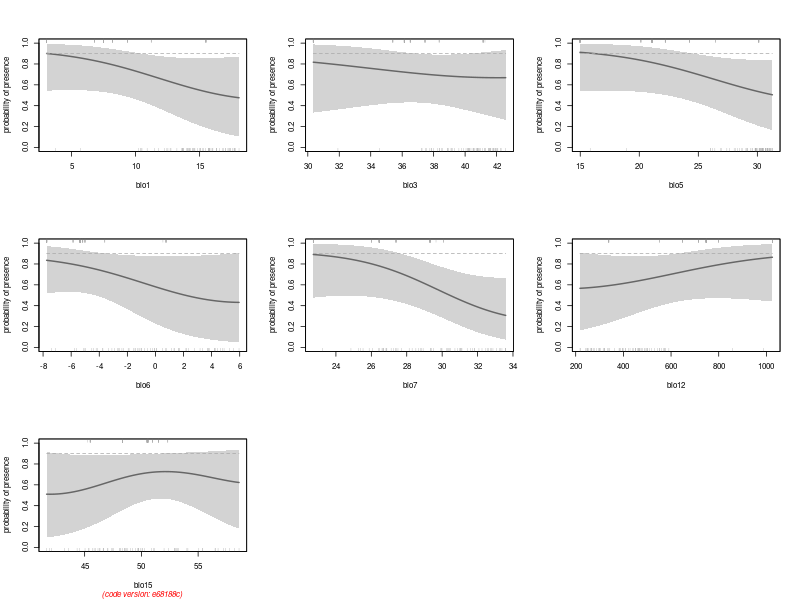 probability of presence
1.0
0.8
0.6
0.4
0.2
0.0
5 10 15
bio1
probability of presence
1.0
0.8
0.6
0.4
0.2
0.0
30 32 34 36 38 40 42
bio3
probability of presence
1.0
0.8
0.6
0.4
0.2
0.0
15 20 25 30
bio5
probability of presence
1.0
0.8
0.6
0.4
0.2
0.0
-8 -6 -4 -2 0 2 4 6
bio6
probability of presence
1.0
0.8
0.6
0.4
0.2
0.0
24 26 28 30 32 34
bio7
probability of presence
1.0
0.8
0.6
0.4
0.2
0.0
200 400 600 800 1000
bio12
probability of presence
1.0
0.8
0.6
0.4
0.2
0.0
45 50 55
bio15
(code version: e68188c)